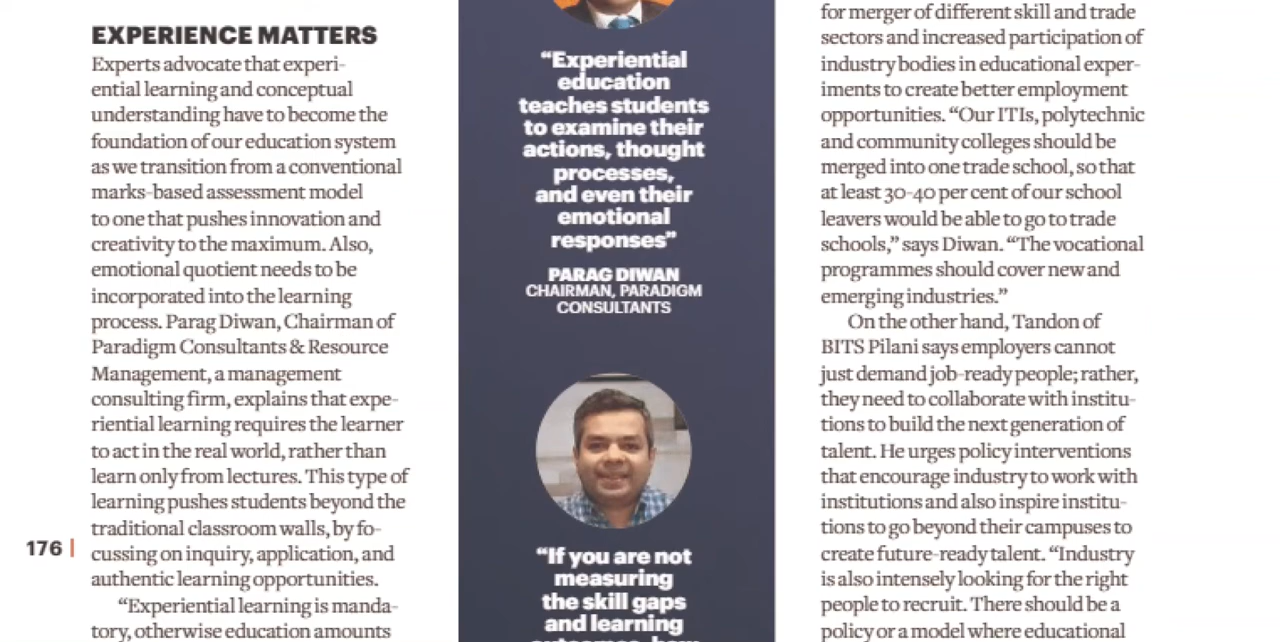 EXPERIENCE MATTERS
Experts advocate that experi-
ential learning and conceptual
understanding have to become the
foundation of our education system
as we transition from a conventional
marks-based assessment model
to one that pushes innovation and
creativity to the maximum. Also,
emotional quotient needs to be
incorporated into the learning
process. Parag Diwan, Chairman of
Paradigm Consultants & Resource
Management, a management
consulting firm, explains that expe-
riential learning requires the learner
to act in the real world, rather than
learn only from lectures. This type of
learning pushes students beyond the
traditional classroom walls, by fo-
cussing on inquiry, application, and
authentic learning opportunities.
“Experiential learning is manda-
tory, otherwise education amounts
176
“Experiential
education
teaches students
to examine their
actions, thought
processes,
and even their
emotional
responses”
PARAG DIWAN
CHAIRMAN, PARADIGM
CONSULTANTS
“If you are not
measuring
the skill gaps
and learning
for merger of different skill and trade
sectors and increased participation of
industry bodies in educational exper-
iments to create better employment
opportunities. “Our ITIs, polytechnic
and community colleges should be
merged into one trade school, so that
at least 30-40 per cent of our school
leavers would be able to go to trade
schools,” says Diwan. “The vocational
programmes should cover new and
emerging industries.”
On the other hand, Tandon of
BITS Pilani says employers cannot
just demand job-ready people; rather,
they need to collaborate with institu-
tions to build the next generation of
talent. He urges policy interventions
that encourage industry to work with
institutions and also inspire institu-
tions to go beyond their campuses to
create future-ready talent. “Industry
is also intensely looking for the right
people to recruit. There should be a
policy or a model where educational